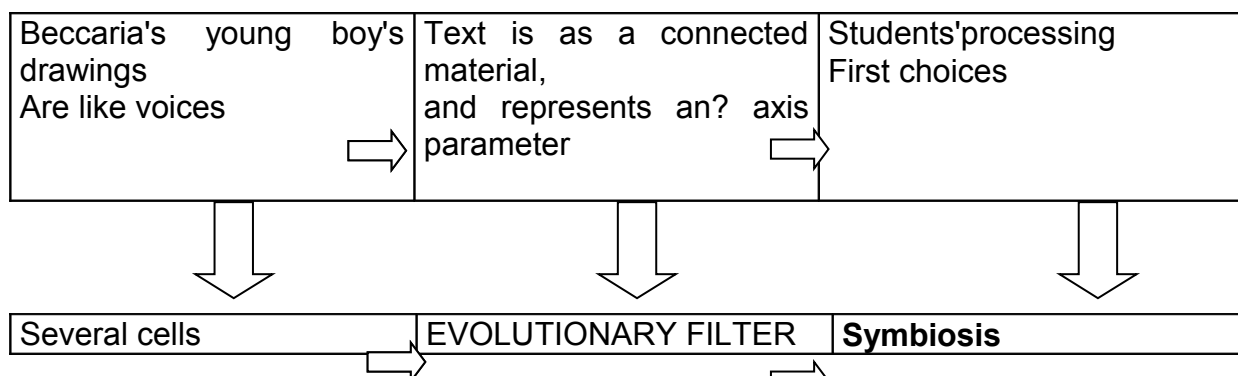 Beccaria's young boy's
drawings
Are like voices
Text is as a connected
material,
and represents an? axis
parameter
Students'processing
First choices
Several cells
EVOLUTIONARY FILTER
Symbiosis